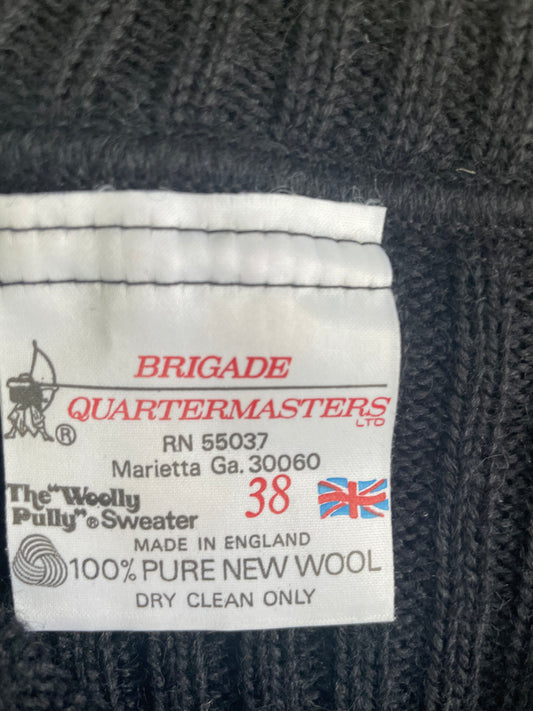 BRIGADE
QUARTERMASTERS LTD
®
RN 55037
Marietta Ga. 30060
The "Woolly
Pully"® Sweater
38
MADE IN ENGLAND
100% PURE NEW WOOL
DRY CLEAN ONLY